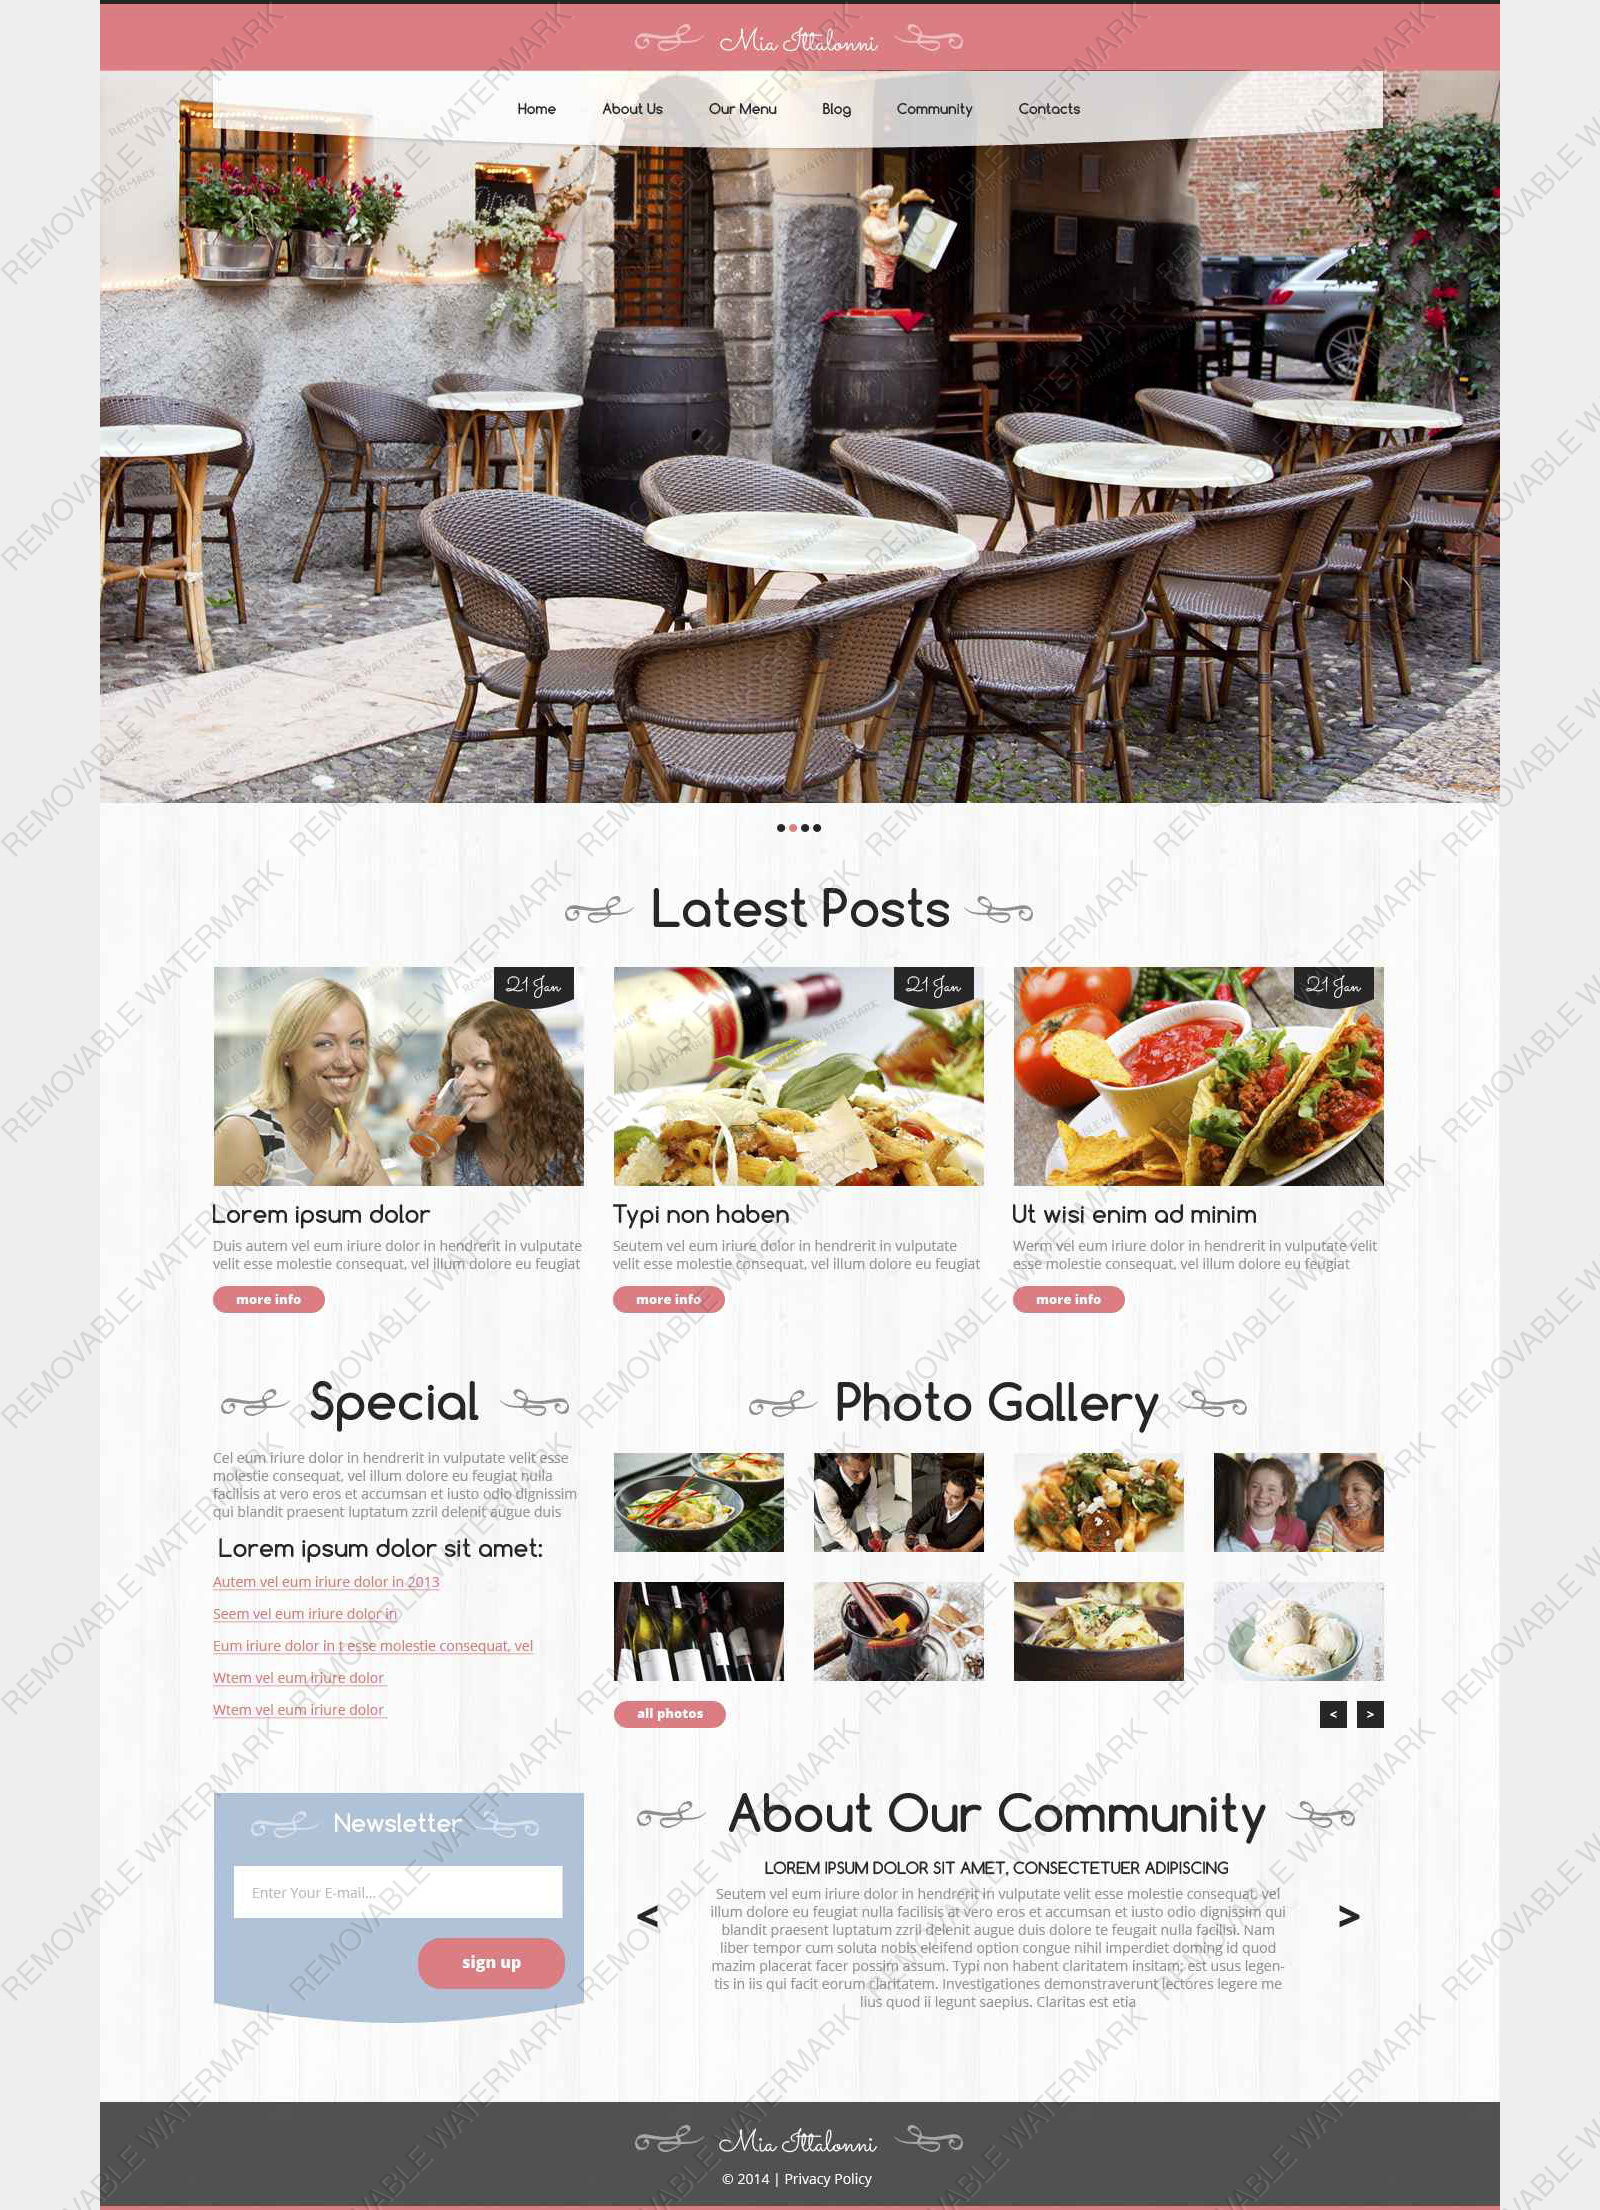 Mia Ittalonni
Home About Us Our Menu Blog Community Contacts
Latest Posts
21 Jan
21 Jan
21 Jan
Lorem ipsum dolor
Duis autem vel eum iriure dolor in hendrerit in vulputate
velit esse molestie consequat, vel illum dolore eu feugiat
more info
Typi non haben
Seutem vel eum iriure dolor in hendrerit in vulputate
velit esse molestie consequat, vel illum dolore eu feugiat
more info
Ut wisi enim ad minim
Werm vel eum iriure dolor in hendrerit in vulputate velit
esse molestie consequat, vel illum dolore eu feugiat
more info
Special
Cel eum iriure dolor in hendrerit in vulputate velit esse
molestie consequat, vel illum dolore eu feugiat nulla
facilisis at vero eros et accumsan et iusto odio dignissim
qui blandit praesent luptatum zzril delenit augue duis
Lorem ipsum dolor sit amet:
Autem vel eum iriure dolor in 2013
Seem vel eum iriure dolor in
Eum iriure dolor in t esse molestie consequat, vel
Wtem vel eum iriure dolor
Wtem vel eum iriure dolor
Photo Gallery
all photos
< >
Newsletter
Enter Your E-mail...
sign up
About Our Community
LOREM IPSUM DOLOR SIT AMET, CONSECTETUER ADIPISCING
Seutem vel eum iriure dolor in hendrerit in vulputate velit esse molestie consequat, vel
illum dolore eu feugiat nulla facilisis at vero eros et accumsan et iusto odio dignissim qui
blandit praesent luptatum zzril delenit augue duis dolore te feugait nulla facilisi. Nam
liber tempor cum soluta nobis eleifend option congue nihil imperdiet doming id quod
mazim placerat facer possim assum. Typi non habent claritatem insitam; est usus legen-
tis in iis qui facit eorum claritatem. Investigationes demonstraverunt lectores legere me
lius quod ii legunt saepius. Claritas est etia
< >
Mia Ittalonni
© 2014 | Privacy Policy
REMOVABLE WATERMARK